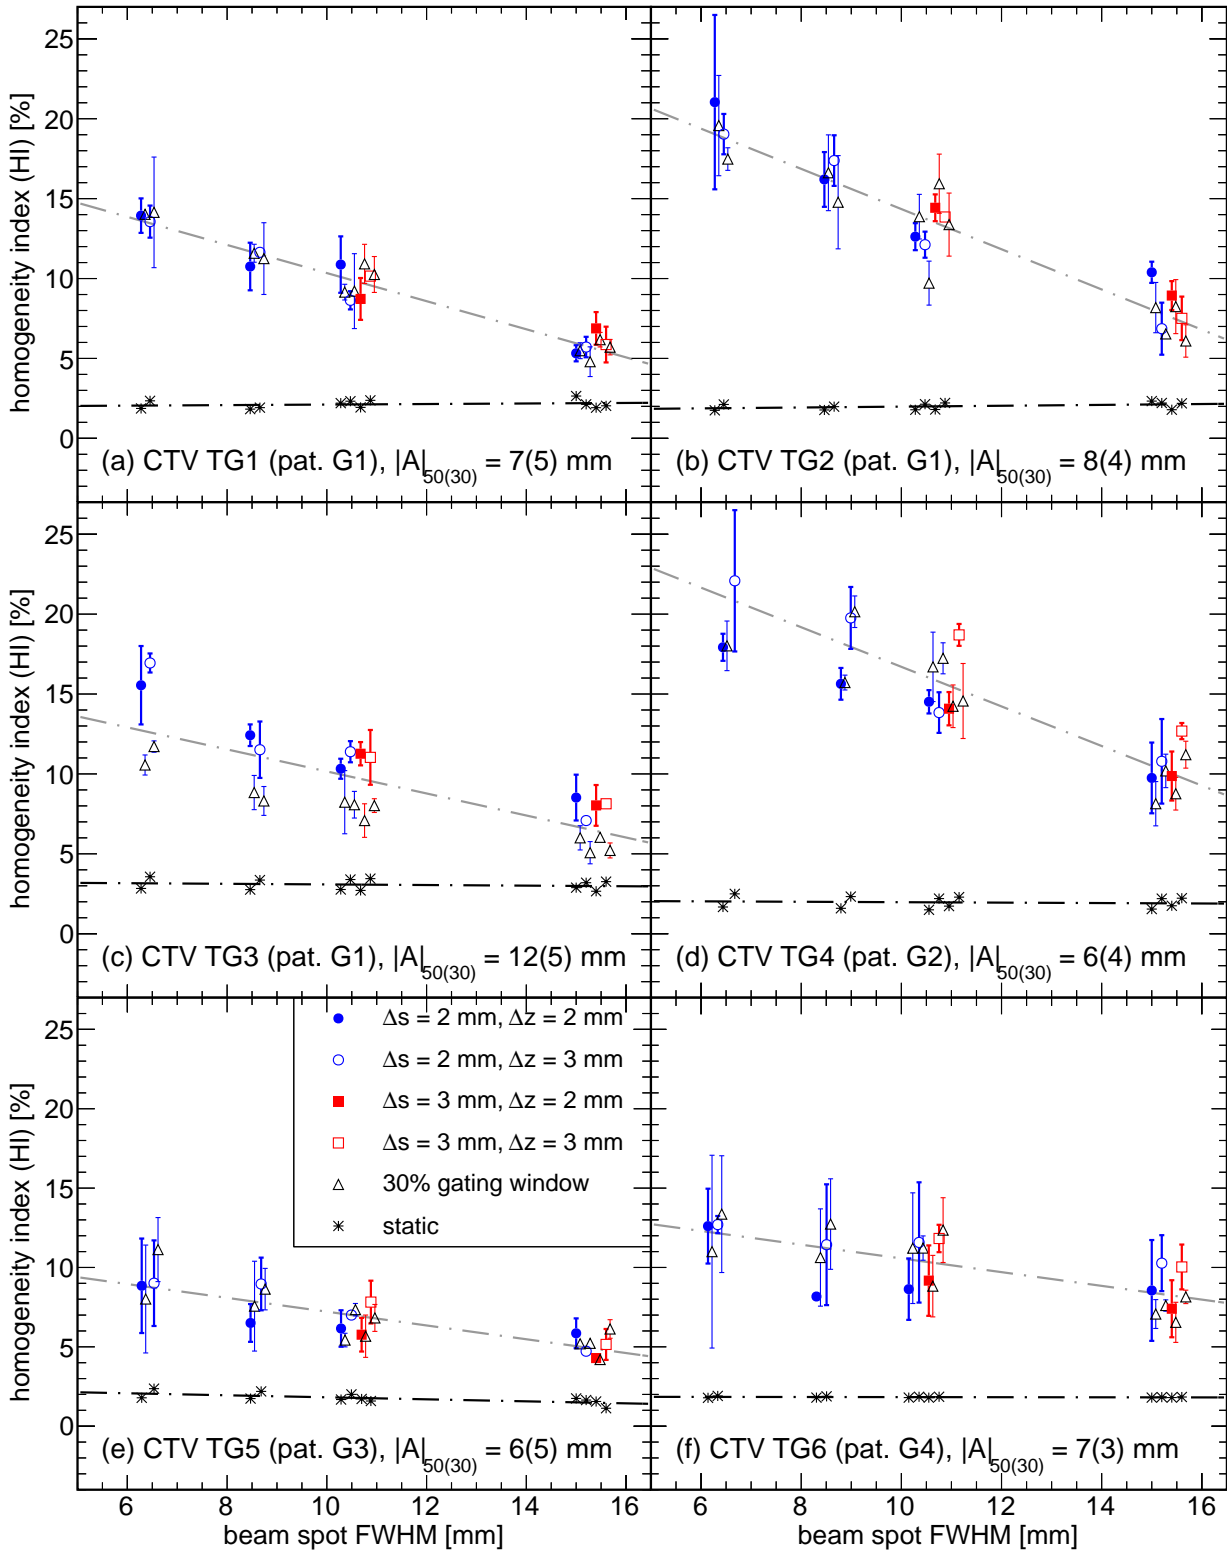 homogeneity index (HI) [%]
25
20
15
10
5
0
(a) CTV TG1 (pat. G1), |A|50(30) = 7(5) mm
(b) CTV TG2 (pat. G1), |A|50(30) = 8(4) mm
homogeneity index (HI) [%]
25
20
15
10
5
0
(c) CTV TG3 (pat. G1), |A|50(30) = 12(5) mm
(d) CTV TG4 (pat. G2), |A|50(30) = 6(4) mm
homogeneity index (HI) [%]
25
20
15
10
5
0
Δs = 2 mm, Δz = 2 mm
Δs = 2 mm, Δz = 3 mm
Δs = 3 mm, Δz = 2 mm
Δs = 3 mm, Δz = 3 mm
30% gating window
static
(e) CTV TG5 (pat. G3), |A|50(30) = 6(5) mm
(f) CTV TG6 (pat. G4), |A|50(30) = 7(3) mm
6 8 10 12 14 16
6 8 10 12 14 16
beam spot FWHM [mm]
beam spot FWHM [mm]